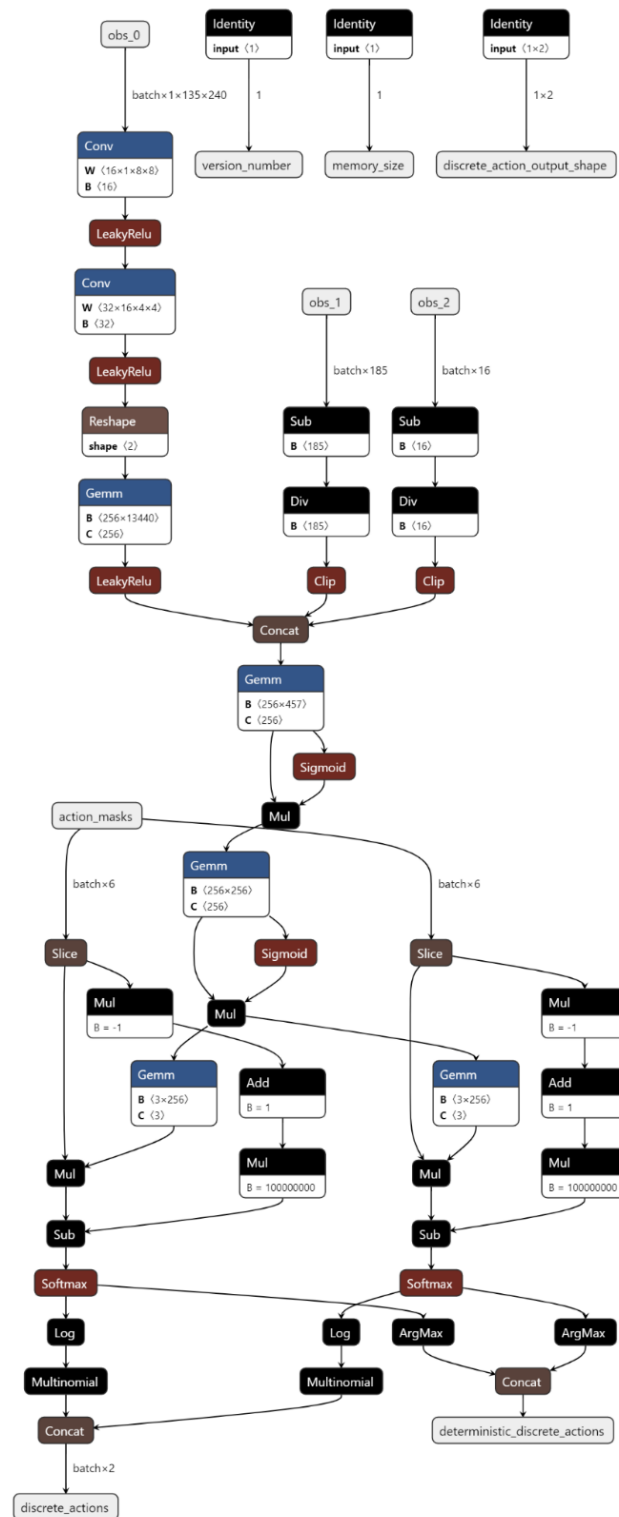 obs_0
Identity
input ⟨1⟩
Identity
input ⟨1⟩
Identity
input ⟨1×2⟩
batch×1×135×240
1
1
1×2
Conv
W ⟨16×1×8×8⟩
B ⟨16⟩
version_number
memory_size
discrete_action_output_shape
LeakyRelu
Conv
W ⟨32×16×4×4⟩
B ⟨32⟩
obs_1
obs_2
LeakyRelu
batch×185
batch×16
Reshape
shape ⟨2⟩
Sub
B ⟨185⟩
Sub
B ⟨16⟩
Gemm
B ⟨256×13440⟩
C ⟨256⟩
Div
B ⟨185⟩
Div
B ⟨16⟩
LeakyRelu
Clip
Clip
Concat
Gemm
B ⟨256×457⟩
C ⟨256⟩
Sigmoid
action_masks
Mul
Gemm
B ⟨256×256⟩
C ⟨256⟩
batch×6
batch×6
Slice
Sigmoid
Slice
Mul
B = -1
Mul
Mul
B = -1
Gemm
B ⟨3×256⟩
C ⟨3⟩
Add
B = 1
Gemm
B ⟨3×256⟩
C ⟨3⟩
Add
B = 1
Mul
Mul
B = 100000000
Mul
Mul
B = 100000000
Sub
Sub
Softmax
Softmax
Log
Log
ArgMax
ArgMax
Multinomial
Multinomial
Concat
Concat
deterministic_discrete_actions
batch×2
discrete_actions